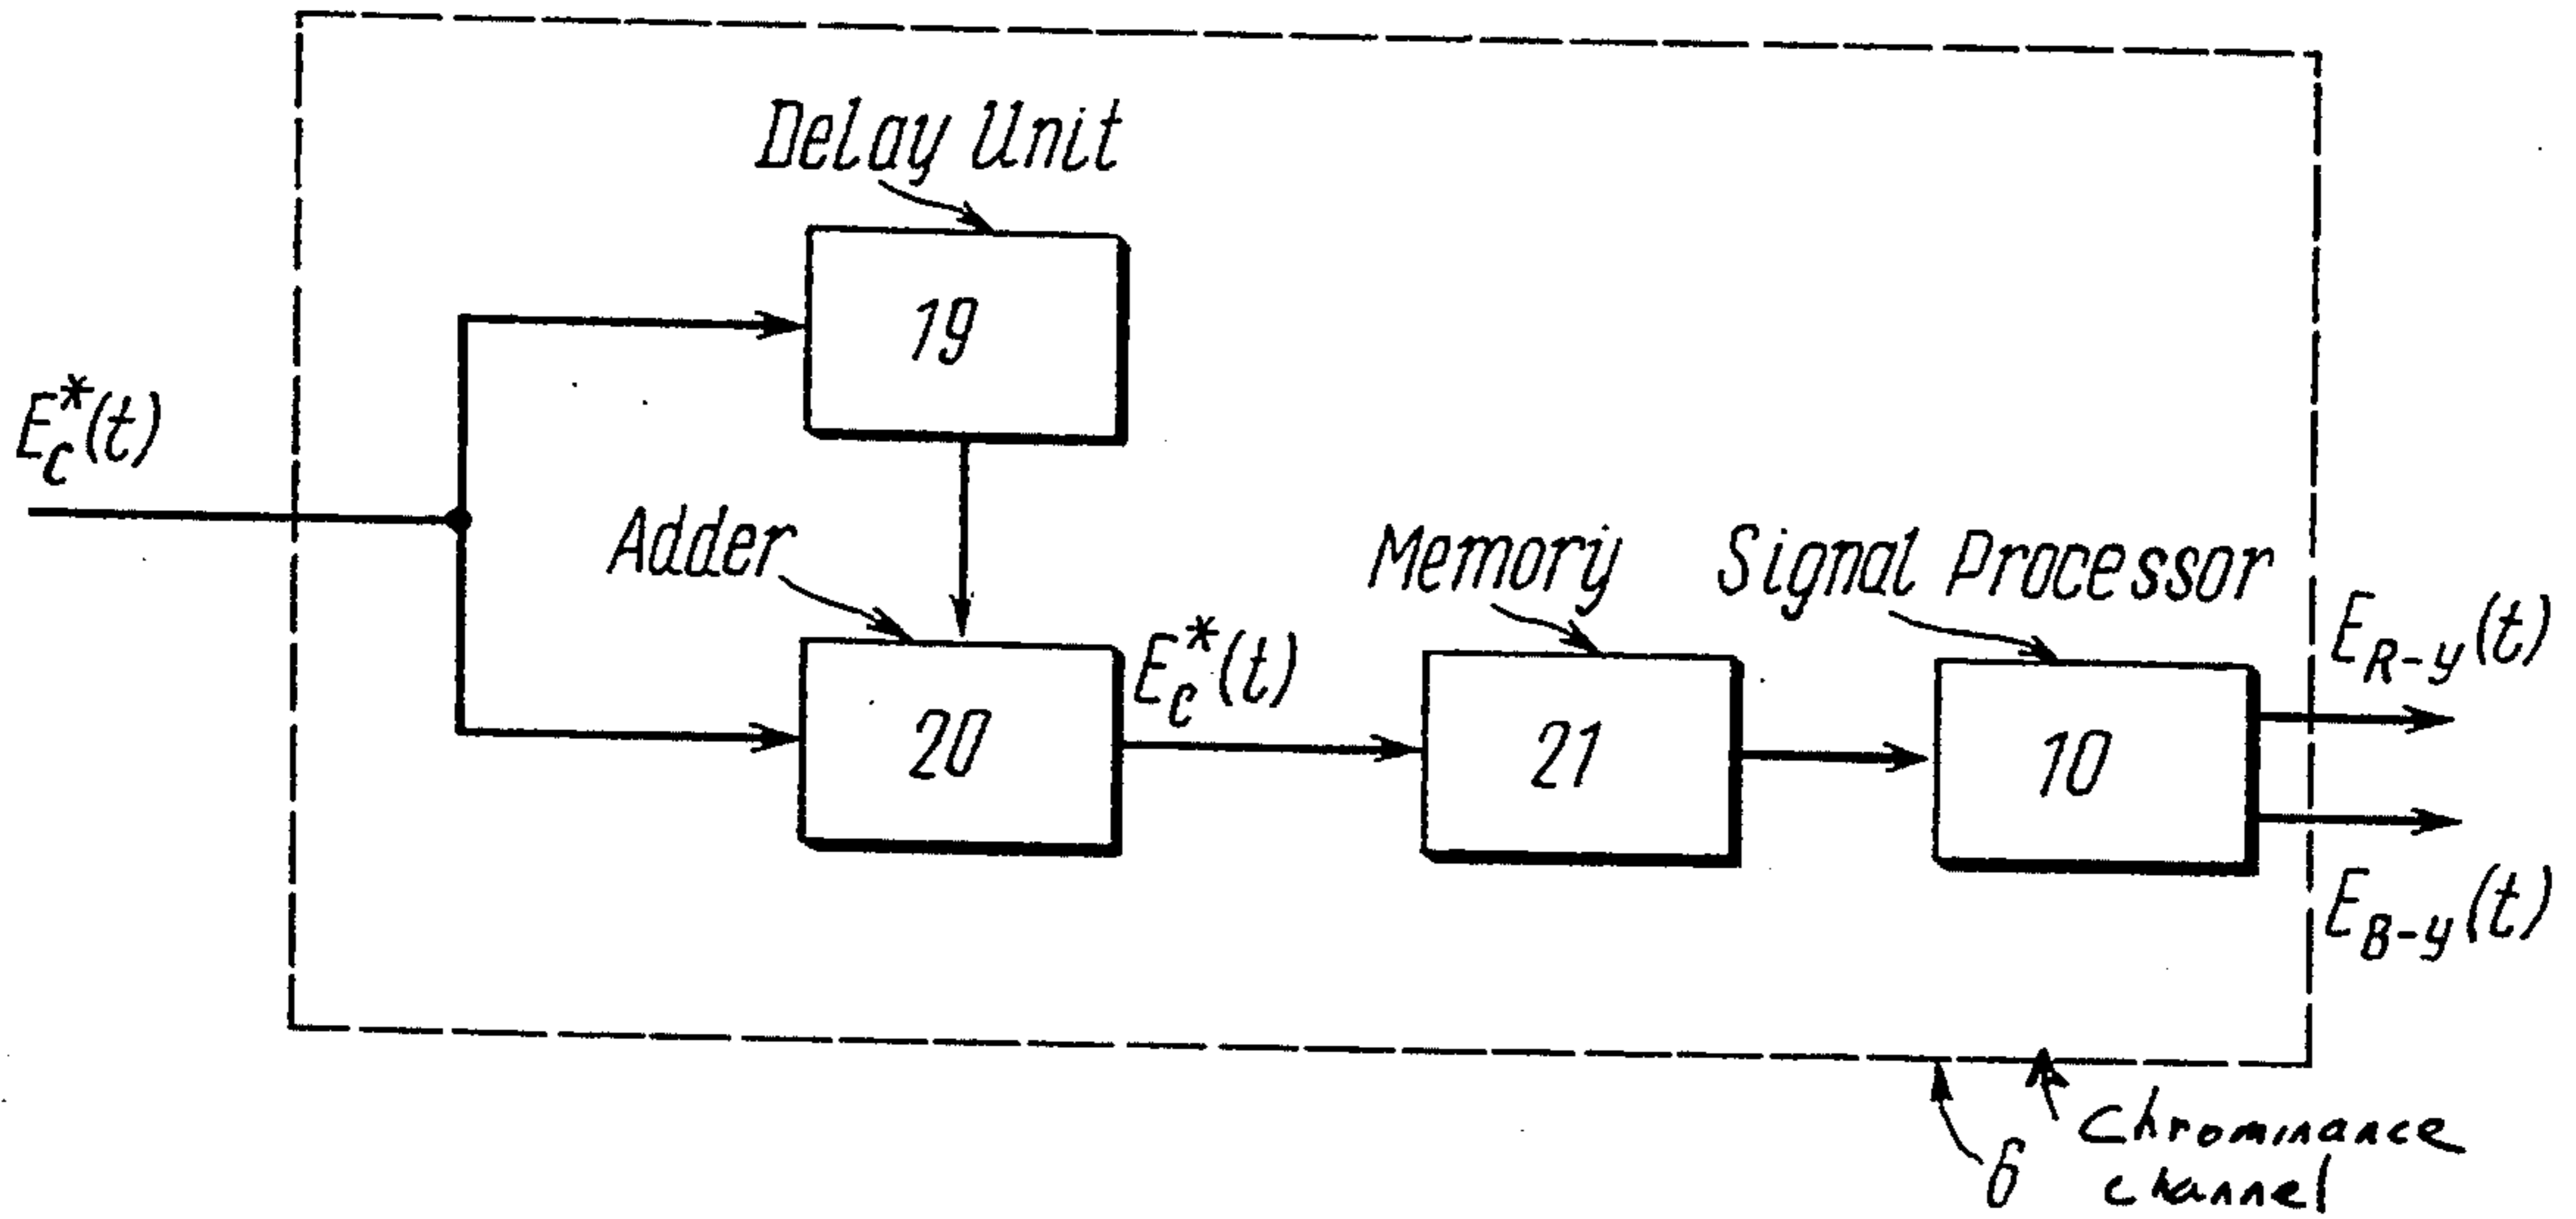 Delay Unit
19
E*c(t)
Adder
Memory
Signal Processor
E*c(t)
ER-y(t)
20
21
10
EB-y(t)
6
Chrominance
channel